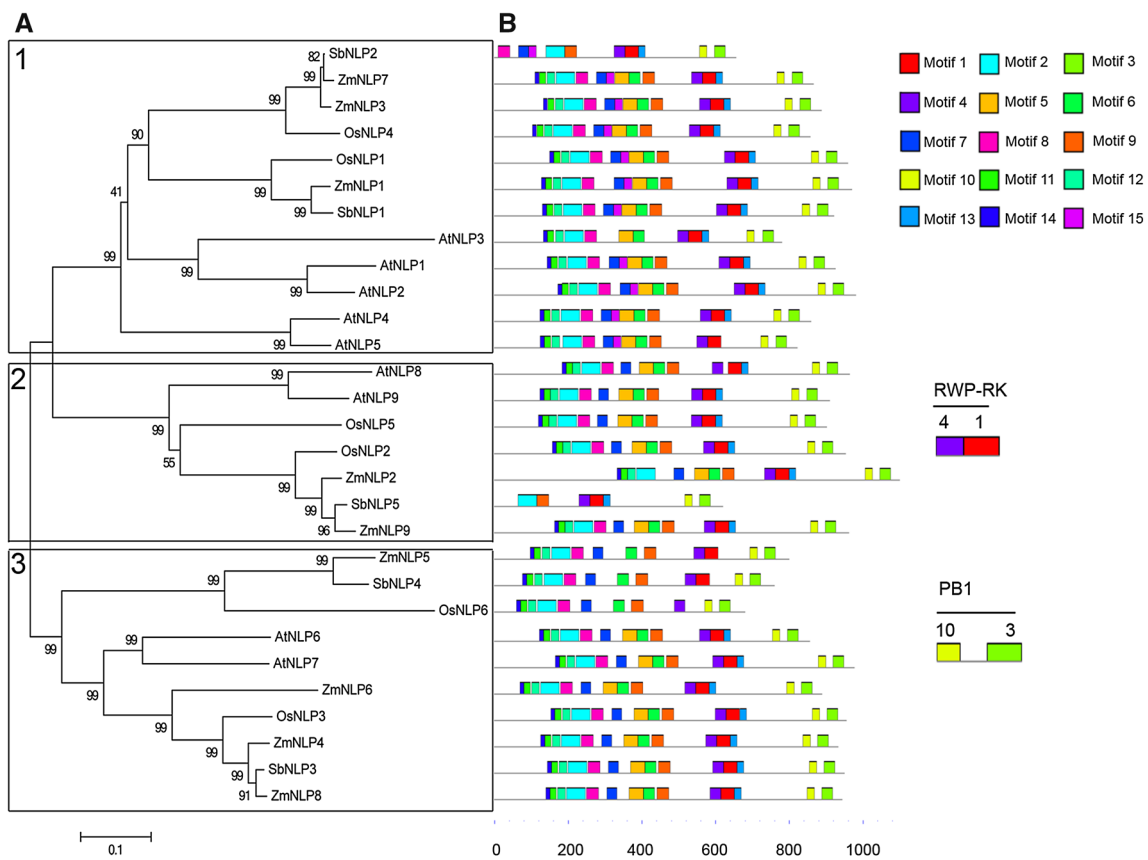 A
B
1
SbNLP2
82
ZmNLP7
99
ZmNLP3
99
OsNLP4
90
OsNLP1
ZmNLP1
99
SbNLP1
99
41
AtNLP3
99
AtNLP1
99
AtNLP2
99
AtNLP4
AtNLP5
99
2
AtNLP8
99
AtNLP9
OsNLP5
99
OsNLP2
55
ZmNLP2
99
SbNLP5
99
ZmNLP9
96
3
ZmNLP5
99
SbNLP4
99
OsNLP6
AtNLP6
99
99
AtNLP7
99
ZmNLP6
OsNLP3
99
ZmNLP4
99
SbNLP3
99
ZmNLP8
91
0.1
0 200 400 600 800 1000
Motif 1 Motif 2 Motif 3
Motif 4 Motif 5 Motif 6
Motif 7 Motif 8 Motif 9
Motif 10 Motif 11 Motif 12
Motif 13 Motif 14 Motif 15
RWP-RK
4 1
PB1
10 3